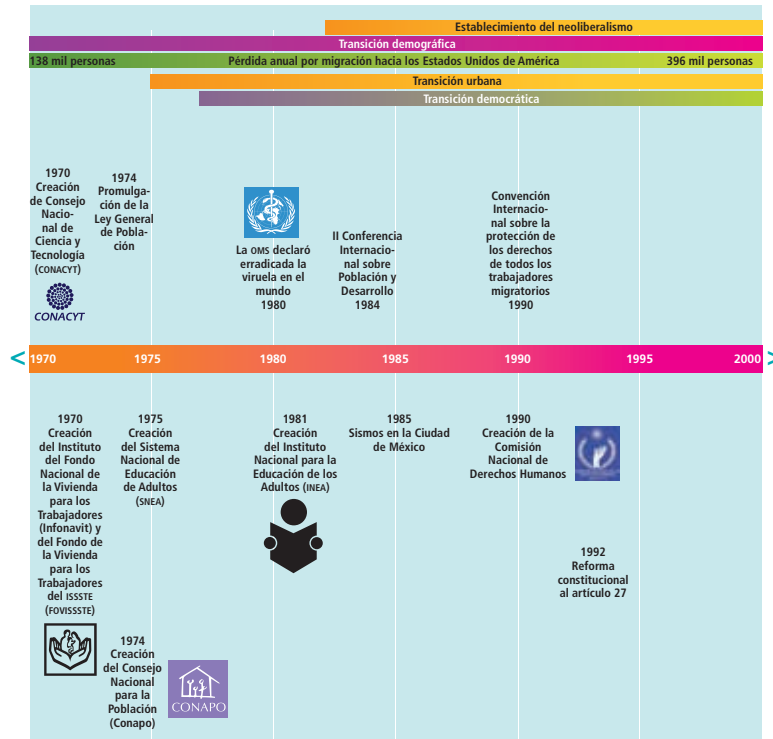 Establecimiento del neoliberalismo
Transición demográfica
138 mil personas Pérdida anual por migración hacia los Estados Unidos de América 396 mil personas
Transición urbana
Transición democrática
1970
Creación
de Consejo
Nacio-
nal de
Ciencia y
Tecnología
(CONACYT)
CONACYT
1974
Promulga-
ción de la
Ley General
de Pobla-
ción
La OMS declaró
erradicada la
viruela en el
mundo
1980
II Conferencia
Internacio-
nal sobre
Población y
Desarrollo
1984
Convención
Internacio-
nal sobre la
protección de
los derechos
de todos los
trabajadores
migratorios
1990
< 1970 1975 1980 1985 1990 1995 2000 >
1970
Creación
del Instituto
del Fondo
Nacional de
la Vivienda
para los
Trabajadores
(Infonavit) y
del Fondo de
la Vivienda
para los
Trabajadores
del ISSSTE
(FOVISSSTE)
1975
Creación
del Sistema
Nacional de
Educación
de Adultos
(SNEA)
1974
Creación
del Consejo
Nacional
para la
Población
(Conapo)
CONAPO
1981
Creación
del Instituto
Nacional para la
Educación de los
Adultos (INEA)
1985
Sismos en la Ciudad
de México
1990
Creación de la
Comisión
Nacional de
Derechos Humanos
1992
Reforma
constitucional
al artículo 27